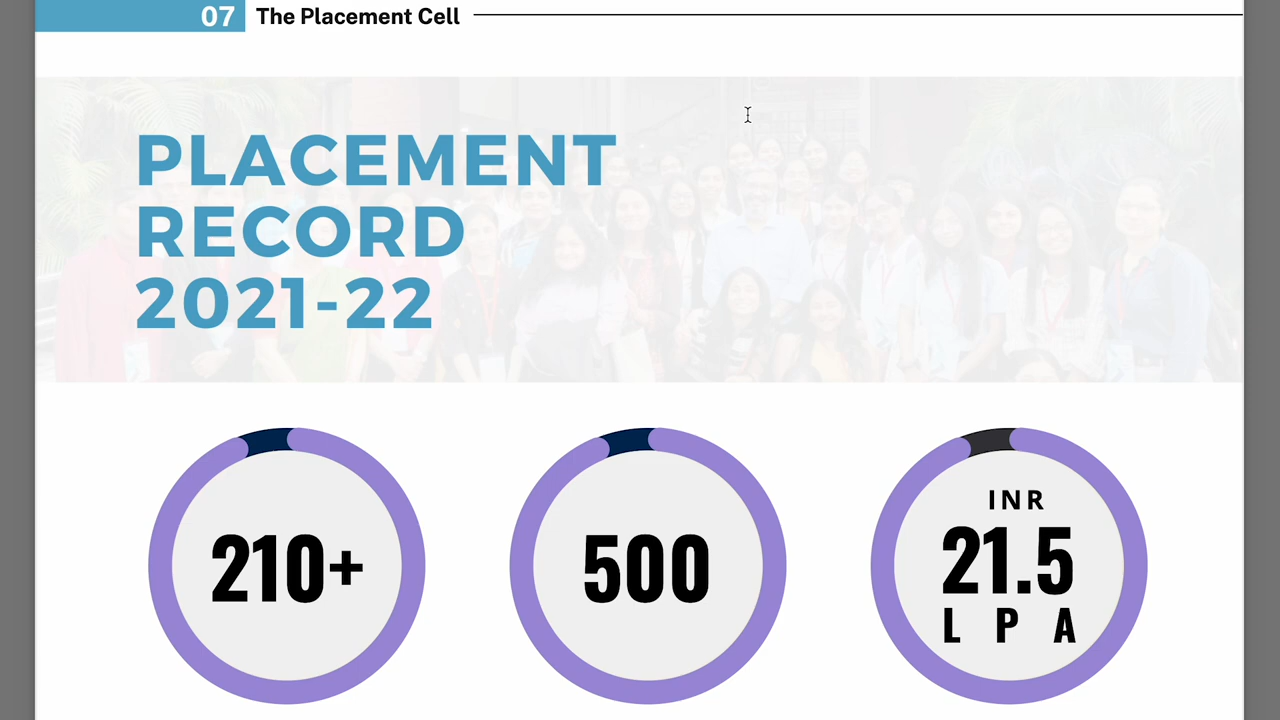 07 The Placement Cell
PLACEMENT
RECORD
2021-22
210+
500
INR
21.5
L P A